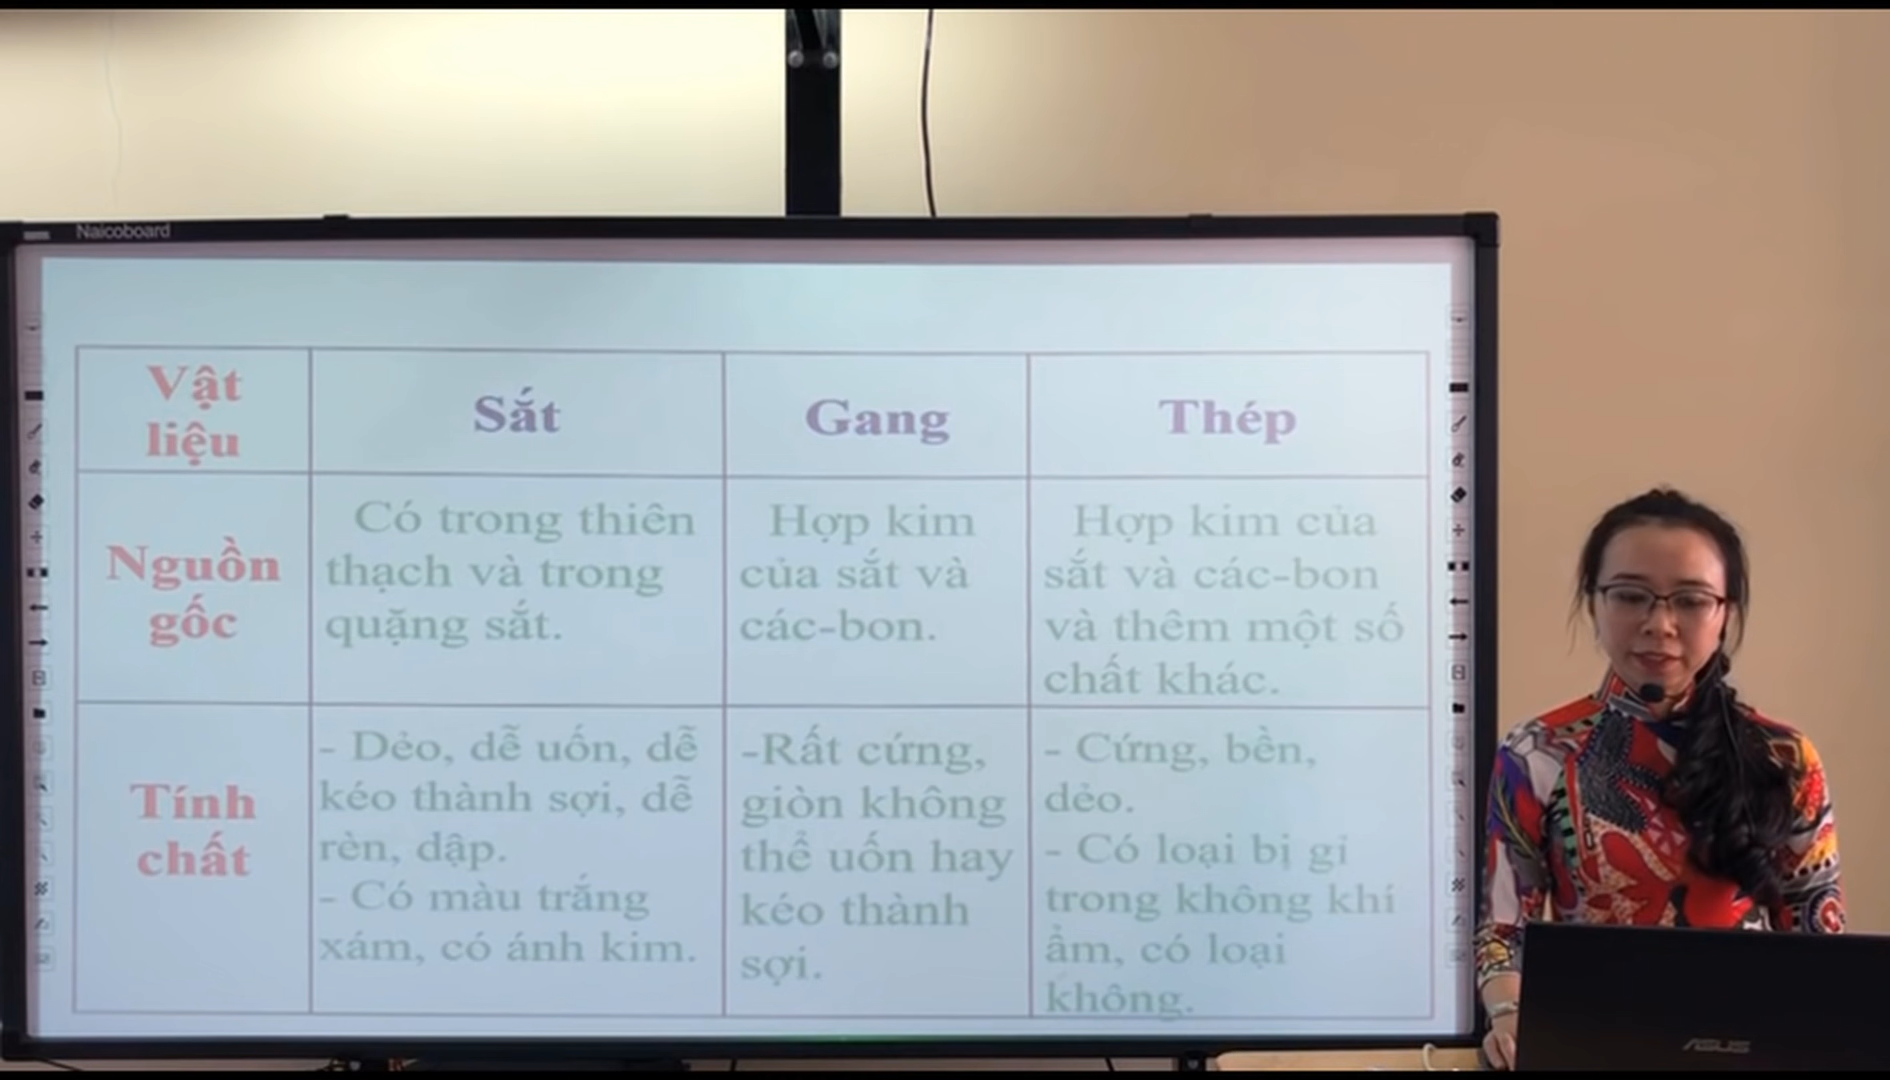 Naicoboard
Vật
liệu
Sắt
Gang
Thép
Nguồn
gốc
Có trong thiên
thạch và trong
quặng sắt.
Hợp kim
của sắt và
các-bon.
Hợp kim của
sắt và các-bon
và thêm một số
chất khác.
Tính
chất
- Dẻo, dễ uốn, dễ
kéo thành sợi, dễ
rèn, dập.
- Có màu trắng
xám, có ánh kim.
-Rất cứng,
giòn không
thể uốn hay
kéo thành
sợi.
- Cứng, bền,
dẻo.
- Có loại bị gỉ
trong không khí
ẩm, có loại
không.
ASUS